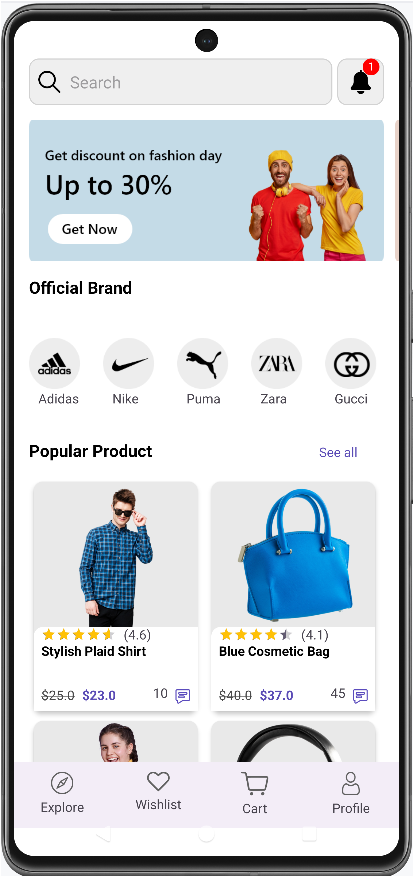 Search
1
Get discount on fashion day
Up to 30%
Get Now
Official Brand
adidas
ZARA
Adidas Nike Puma Zara Gucci
Popular Product See all
(4.6)
Stylish Plaid Shirt
$25.0 $23.0 10
(4.1)
Blue Cosmetic Bag
$40.0 $37.0 45
Explore Wishlist Cart Profile